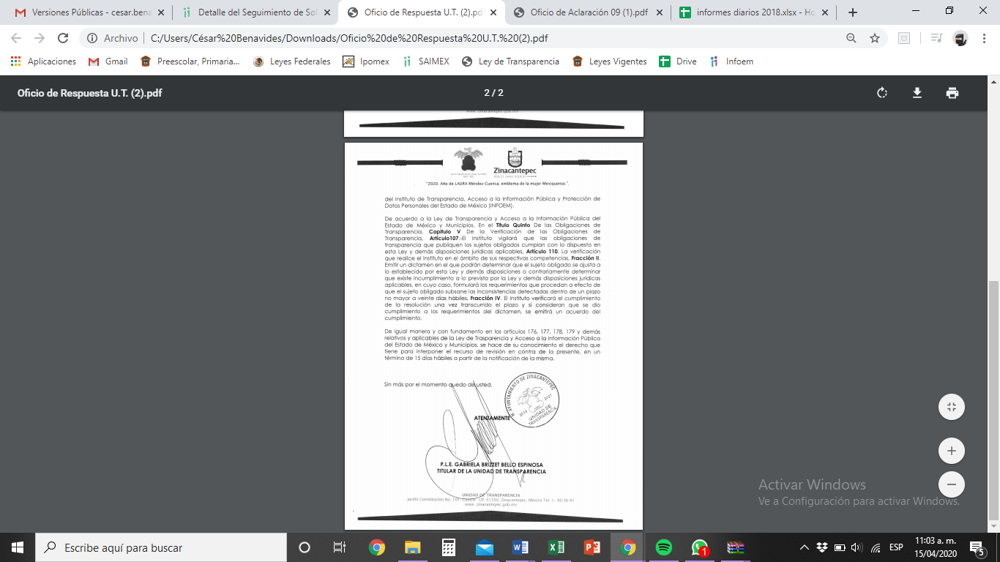 Versiones Públicas - cesar.bena
Detalle del Seguimiento de Sol
Oficio de Respuesta U.T. (2).pd
Oficio de Aclaración 09 (1).pdf
informes diarios 2018.xlsx - Ho
Archivo
C:/Users/César%20Benavides/Downloads/Oficio%20de%20Respuesta%20U.T.%20(2).pdf
Aplicaciones
Gmail
Preescolar, Primaria...
Leyes Federales
Ipomex
SAIMEX
Ley de Transparencia
Leyes Vigentes
Drive
Infoem
Oficio de Respuesta U.T. (2).pdf
2 / 2
www. zinacantepec.gob.mx
Zinacantepec
"2020. Año de LAURA Méndez Cuenca; emblema de la mujer Mexiquense.".
del Instituto de Transparencia, Acceso a la Información Pública y Protección de
Datos Personales del Estado de México (INFOEM).
De acuerdo a la Ley de Transparencia y Acceso a la Información Pública del
Estado de México y Municipios. En el Título Quinto De las Obligaciones de
Transparencia, Capítulo V De la Verificación de las Obligaciones de
Transparencia, Artículo107.-El Instituto vigilará que las obligaciones de
transparencia que publiquen los sujetos obligados cumplan con lo dispuesto en
esta Ley y demás disposiciones jurídicas aplicables. Artículo 110. La verificación
que realice el Instituto en el ámbito de sus respectivas competencias, Fracción II.
Emitir un dictamen en el que podrán determinar que el sujeto obligado se ajusta a
lo establecido por esta Ley y demás disposiciones o contrariamente determinar
que existe incumplimiento a lo previsto por la Ley y demás disposiciones jurídicas
aplicables, en cuyo caso, formulará los requerimientos que procedan a efecto de
que el sujeto obligado subsane las inconsistencias detectadas dentro de un plazo
no mayor a veinte días hábiles. Fracción IV. El Instituto verificará el cumplimiento
de la resolución una vez transcurrido el plazo y si consideran que se dio
cumplimiento a los requerimientos del dictamen, se emitirá un acuerdo del
cumplimiento.
De igual manera y con fundamento en los artículos 176, 177, 178, 179 y demás
relativos y aplicables de la Ley de Trasparencia y Acceso a la Información Pública
del Estado de México y Municipios, se hace de su conocimiento el derecho que
tiene para interponer el recurso de revisión en contra de la presente, en un
término de 15 días hábiles a partir de la notificación de la misma.
Sin más por el momento quedo de usted.
AYUNTAMIENTO DE ZINACANTEPEC
2019 2021
UNIDAD DE
TRANSPARENCIA
ATENTAMENTE
P.L.E. GABRIELA BRIZZET BELLO ESPINOSA
TITULAR DE LA UNIDAD DE TRANSPARENCIA
UNIDAD DE TRANSPARENCIA
Jardín Constitución No. 101, Centro - CP. 51350, Zinacantepec, México.Tel.
www. zinacantepec.gob.mx
Activar Windows
Ve a Configuración para activar Windows.
Escribe aquí para buscar
1
ESP
11:03 a. m.
15/04/2020
5